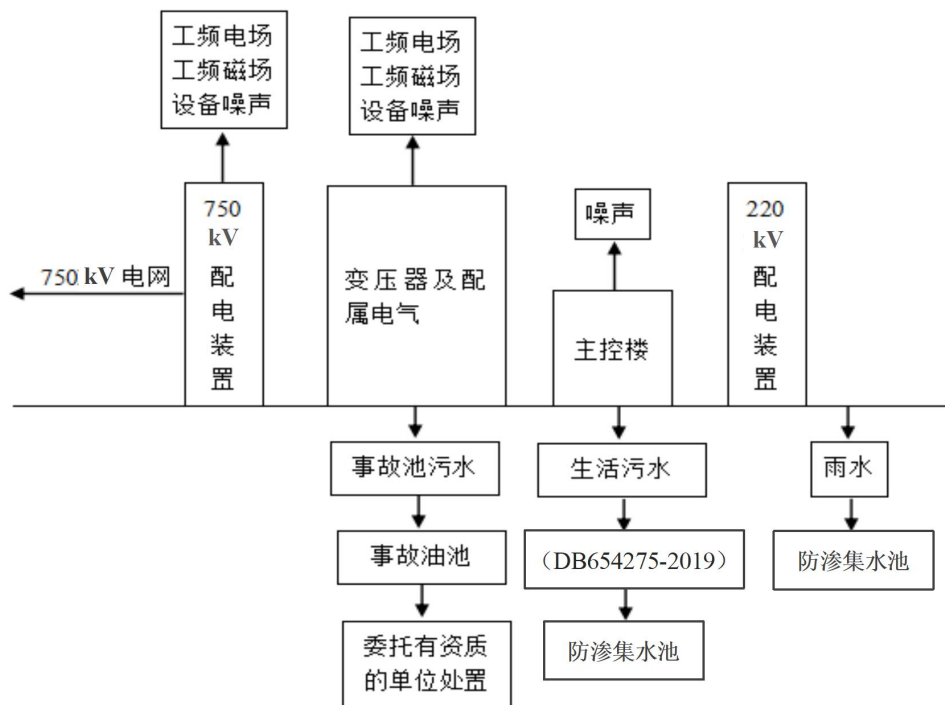 工频电场
工频磁场
设备噪声
工频电场
工频磁场
设备噪声
750
kV
配
电
装
置
750 kV 电网
变压器及配
属电气
噪声
主控楼
220
kV
配
电
装
置
事故池污水
生活污水
雨水
事故油池
（DB654275-2019）
防渗集水池
委托有资质
的单位处置
防渗集水池